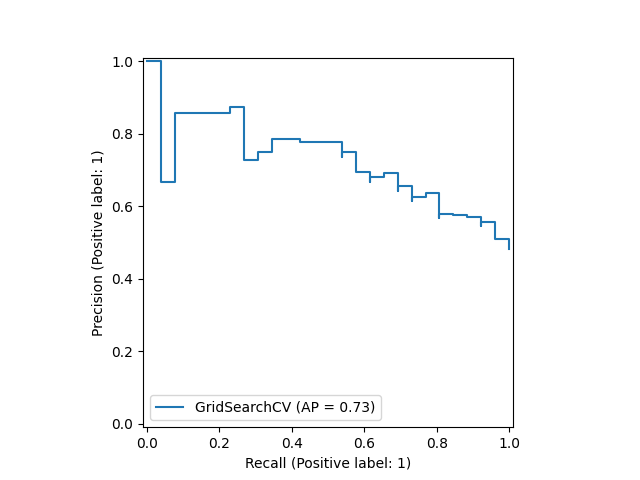 1.0
0.8
0.6
0.4
0.2
0.0
Precision (Positive label: 1)
GridSearchCV (AP = 0.73)
0.0 0.2 0.4 0.6 0.8 1.0
Recall (Positive label: 1)